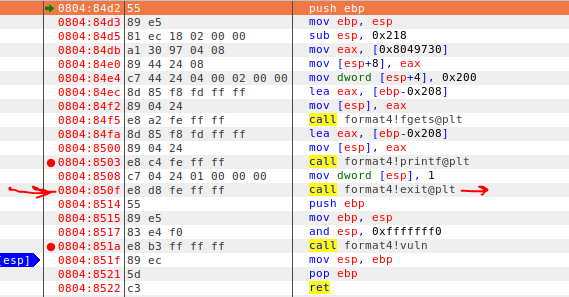 0804:84d2 55 push ebp
0804:84d3 89 e5 mov ebp, esp
0804:84d5 81 ec 18 02 00 00 sub esp, 0x218
0804:84db a1 30 97 04 08 mov eax, [0x8049730]
0804:84e0 89 44 24 08 mov [esp+8], eax
0804:84e4 c7 44 24 04 00 02 00 00 mov dword [esp+4], 0x200
0804:84ec 8d 85 f8 fd ff ff lea eax, [ebp-0x208]
0804:84f2 89 04 24 mov [esp], eax
0804:84f5 e8 a2 fe ff ff call format4!fgets@plt
0804:84fa 8d 85 f8 fd ff ff lea eax, [ebp-0x208]
0804:8500 89 04 24 mov [esp], eax
0804:8503 e8 c4 fe ff ff call format4!printf@plt
0804:8508 c7 04 24 01 00 00 00 mov dword [esp], 1
0804:850f e8 d8 fe ff ff call format4!exit@plt
0804:8514 55 push ebp
0804:8515 89 e5 mov ebp, esp
0804:8517 83 e4 f0 and esp, 0xfffffff0
0804:851a e8 b3 ff ff ff call format4!vuln
[esp] 0804:851f 89 ec mov esp, ebp
0804:8521 5d pop ebp
0804:8522 c3 ret